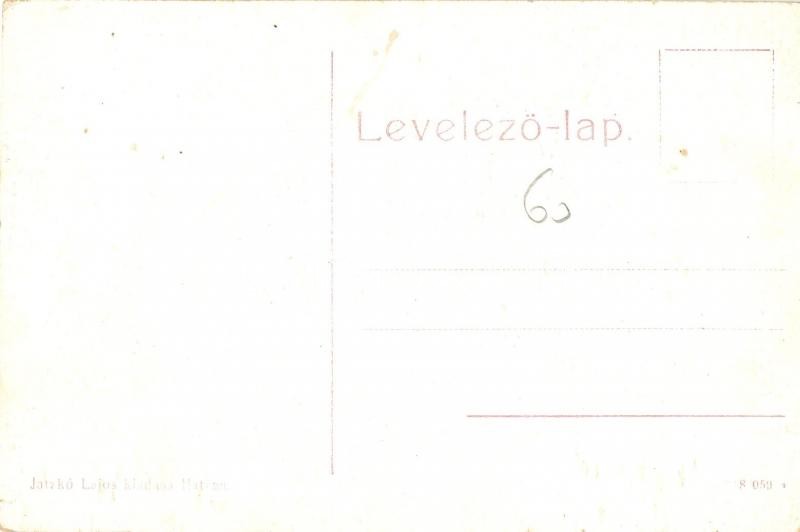 Levelező-lap.
60
Jatzkó Lajos kiadása Hatvan.
8 059